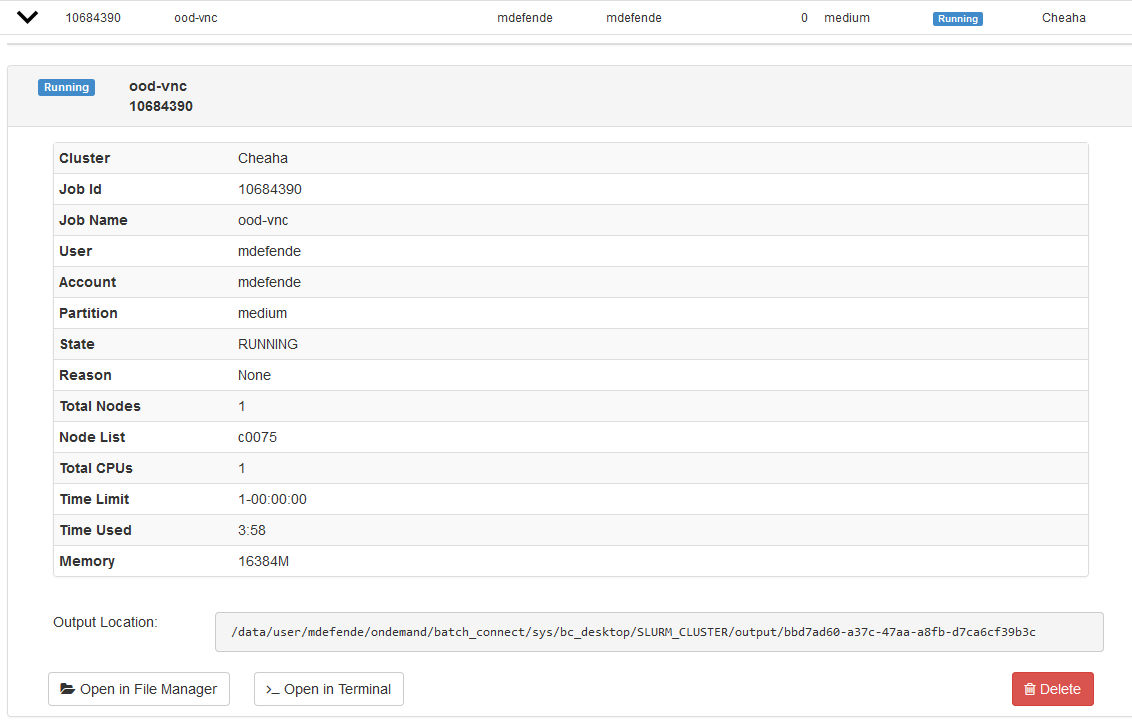 10684390 ood-vnc mdefende mdefende 0 medium Running Cheaha
Running ood-vnc
10684390
Cluster Cheaha
Job Id 10684390
Job Name ood-vnc
User mdefende
Account mdefende
Partition medium
State RUNNING
Reason None
Total Nodes 1
Node List c0075
Total CPUs 1
Time Limit 1-00:00:00
Time Used 3:58
Memory 16384M
Output Location: /data/user/mdefende/ondemand/batch_connect/sys/bc_desktop/SLURM_CLUSTER/output/bbd7ad60-a37c-47aa-a8fb-d7ca6cf39b3c
Open in File Manager >_ Open in Terminal Delete